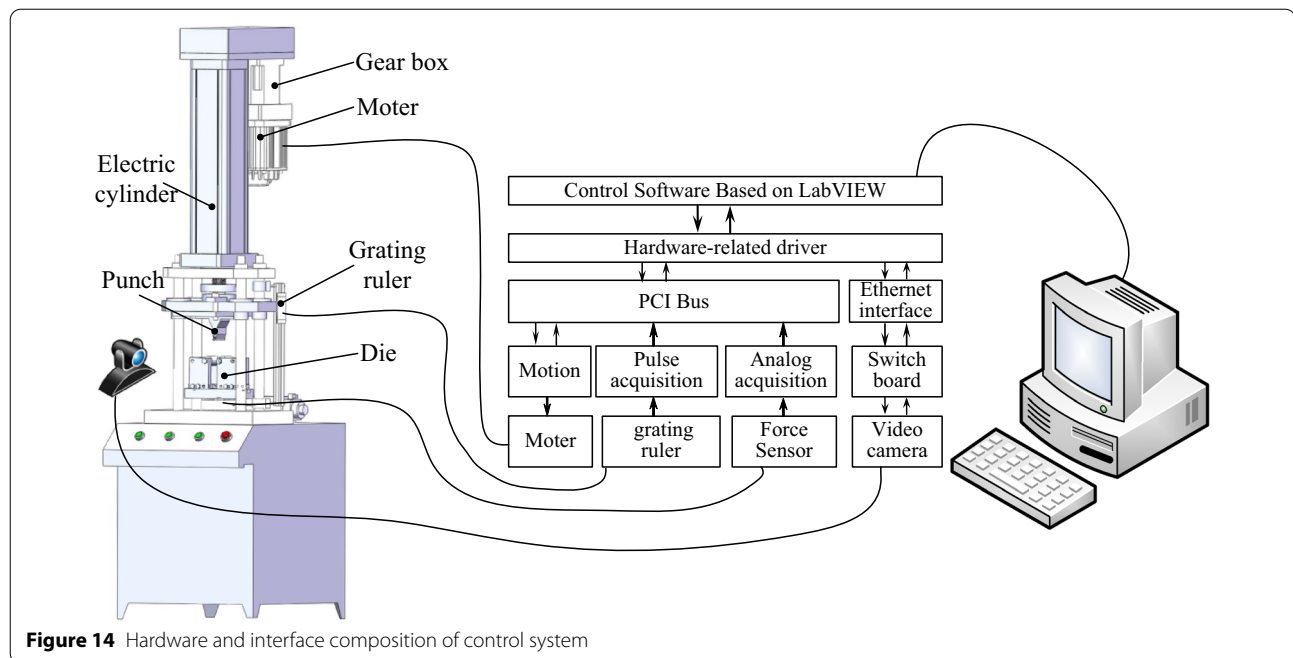 Gear box
Moter
Electric
cylinder
Grating
ruler
Punch
Die
Control Software Based on LabVIEW
Hardware-related driver
PCI Bus
Ethernet
interface
Motion
Pulse
acquisition
Analog
acquisition
Switch
board
Moter
grating
ruler
Force
Sensor
Video
camera
Figure 14 Hardware and interface composition of control system